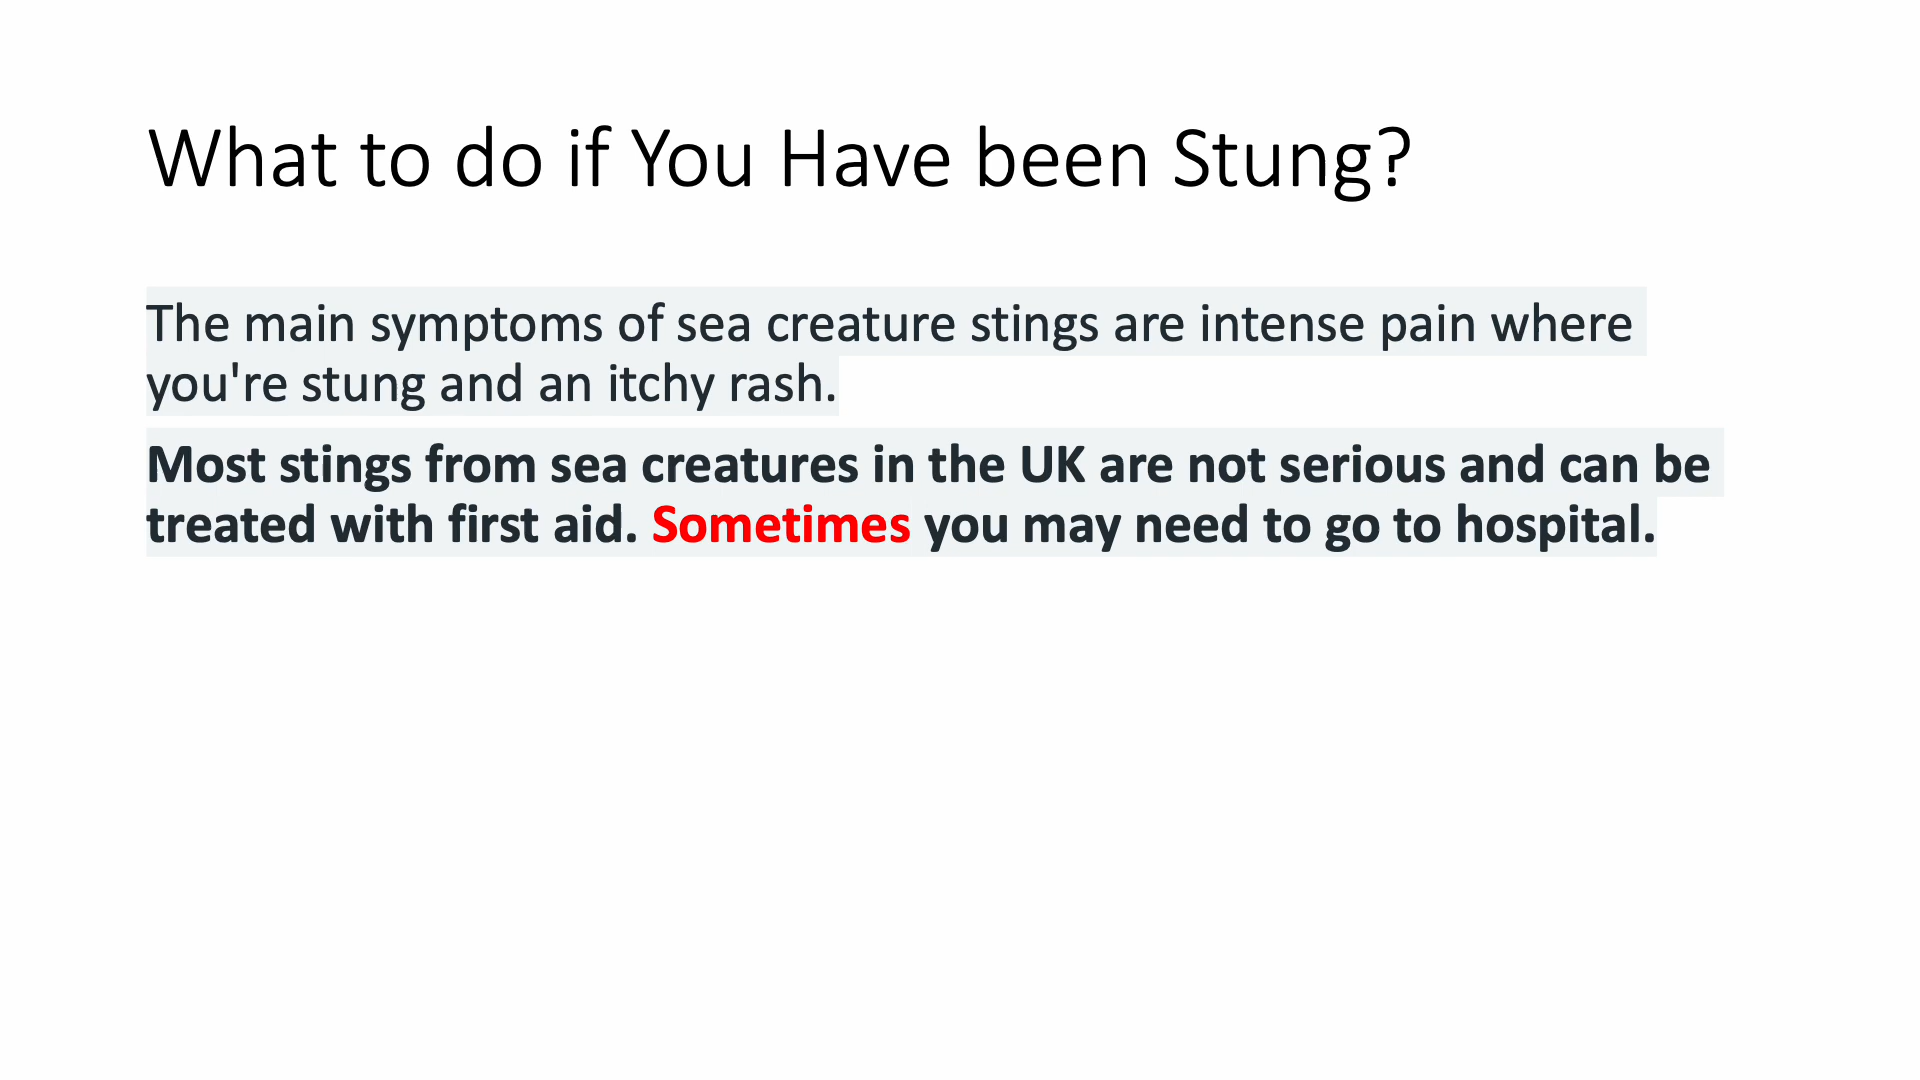 What to do if You Have been Stung?
The main symptoms of sea creature stings are intense pain where
you're stung and an itchy rash.
Most stings from sea creatures in the UK are not serious and can be
treated with first aid. Sometimes you may need to go to hospital.